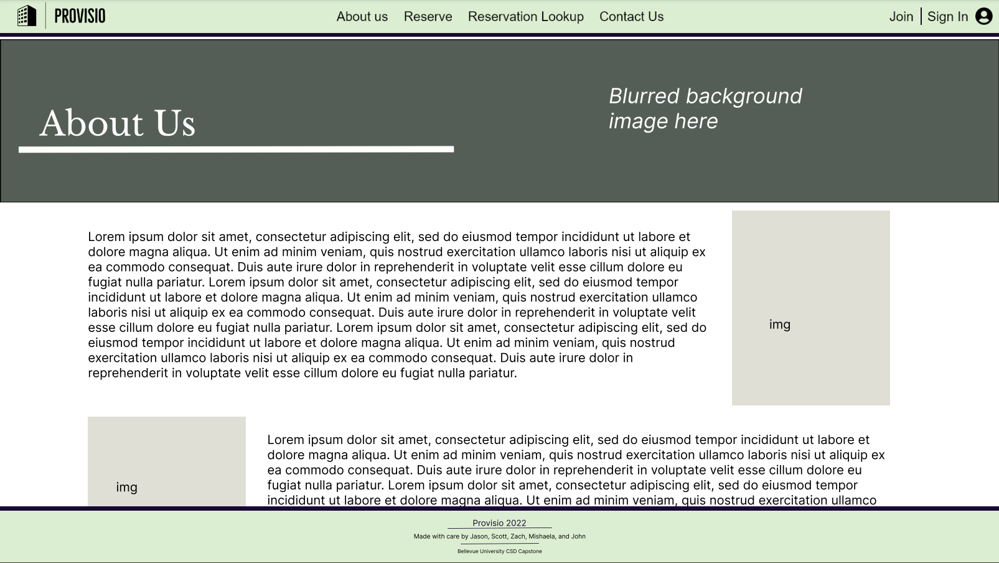 PROVISIO
About us Reserve Reservation Lookup Contact Us
Join Sign In
About Us
Blurred background
image here
Lorem ipsum dolor sit amet, consectetur adipiscing elit, sed do eiusmod tempor incididunt ut labore et
dolore magna aliqua. Ut enim ad minim veniam, quis nostrud exercitation ullamco laboris nisi ut aliquip ex
ea commodo consequat. Duis aute irure dolor in reprehenderit in voluptate velit esse cillum dolore eu
fugiat nulla pariatur. Lorem ipsum dolor sit amet, consectetur adipiscing elit, sed do eiusmod tempor
incididunt ut labore et dolore magna aliqua. Ut enim ad minim veniam, quis nostrud exercitation ullamco
laboris nisi ut aliquip ex ea commodo consequat. Duis aute irure dolor in reprehenderit in voluptate velit
esse cillum dolore eu fugiat nulla pariatur. Lorem ipsum dolor sit amet, consectetur adipiscing elit, sed do
eiusmod tempor incididunt ut labore et dolore magna aliqua. Ut enim ad minim veniam, quis nostrud
exercitation ullamco laboris nisi ut aliquip ex ea commodo consequat. Duis aute irure dolor in
reprehenderit in voluptate velit esse cillum dolore eu fugiat nulla pariatur.
img
img
Lorem ipsum dolor sit amet, consectetur adipiscing elit, sed do eiusmod tempor incididunt ut labore et
dolore magna aliqua. Ut enim ad minim veniam, quis nostrud exercitation ullamco laboris nisi ut aliquip ex
ea commodo consequat. Duis aute irure dolor in reprehenderit in voluptate velit esse cillum dolore eu
fugiat nulla pariatur. Lorem ipsum dolor sit amet, consectetur adipiscing elit, sed do eiusmod tempor
incididunt ut labore et dolore magna aliqua. Ut enim ad minim veniam, quis nostrud exercitation ullamco
Provisio 2022
Made with care by Jason, Scott, Zach, Mishaela, and John
Bellevue University CSD Capstone